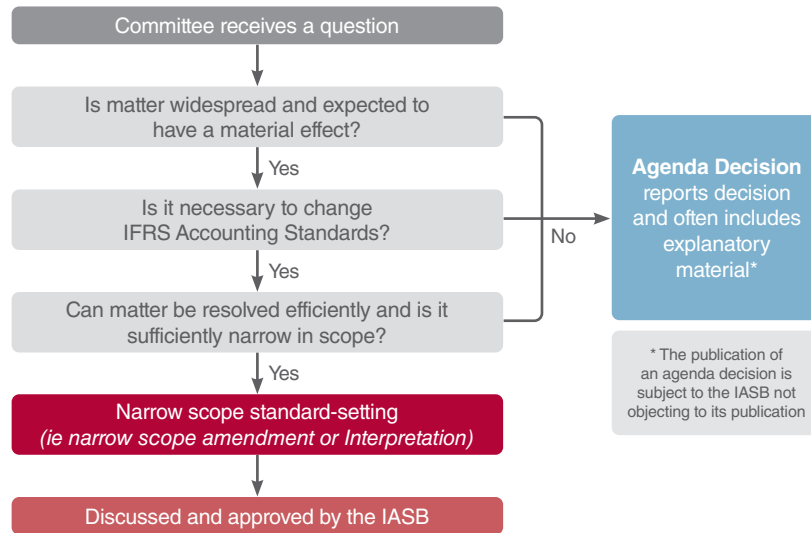 Committee receives a question
Is matter widespread and expected to
have a material effect?
Yes
Is it necessary to change
IFRS Accounting Standards?
Yes
Can matter be resolved efficiently and is it
sufficiently narrow in scope?
Yes
Narrow scope standard-setting
(ie narrow scope amendment or Interpretation)
Discussed and approved by the IASB
No
Agenda Decision
reports decision
and often includes
explanatory
material*
* The publication of
an agenda decision is
subject to the IASB not
objecting to its publication